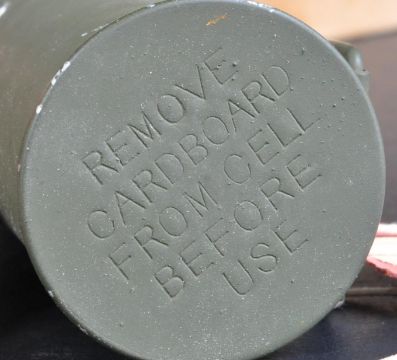 REMOVE
CARDBOARD
FROM CELL
BEFORE
USE